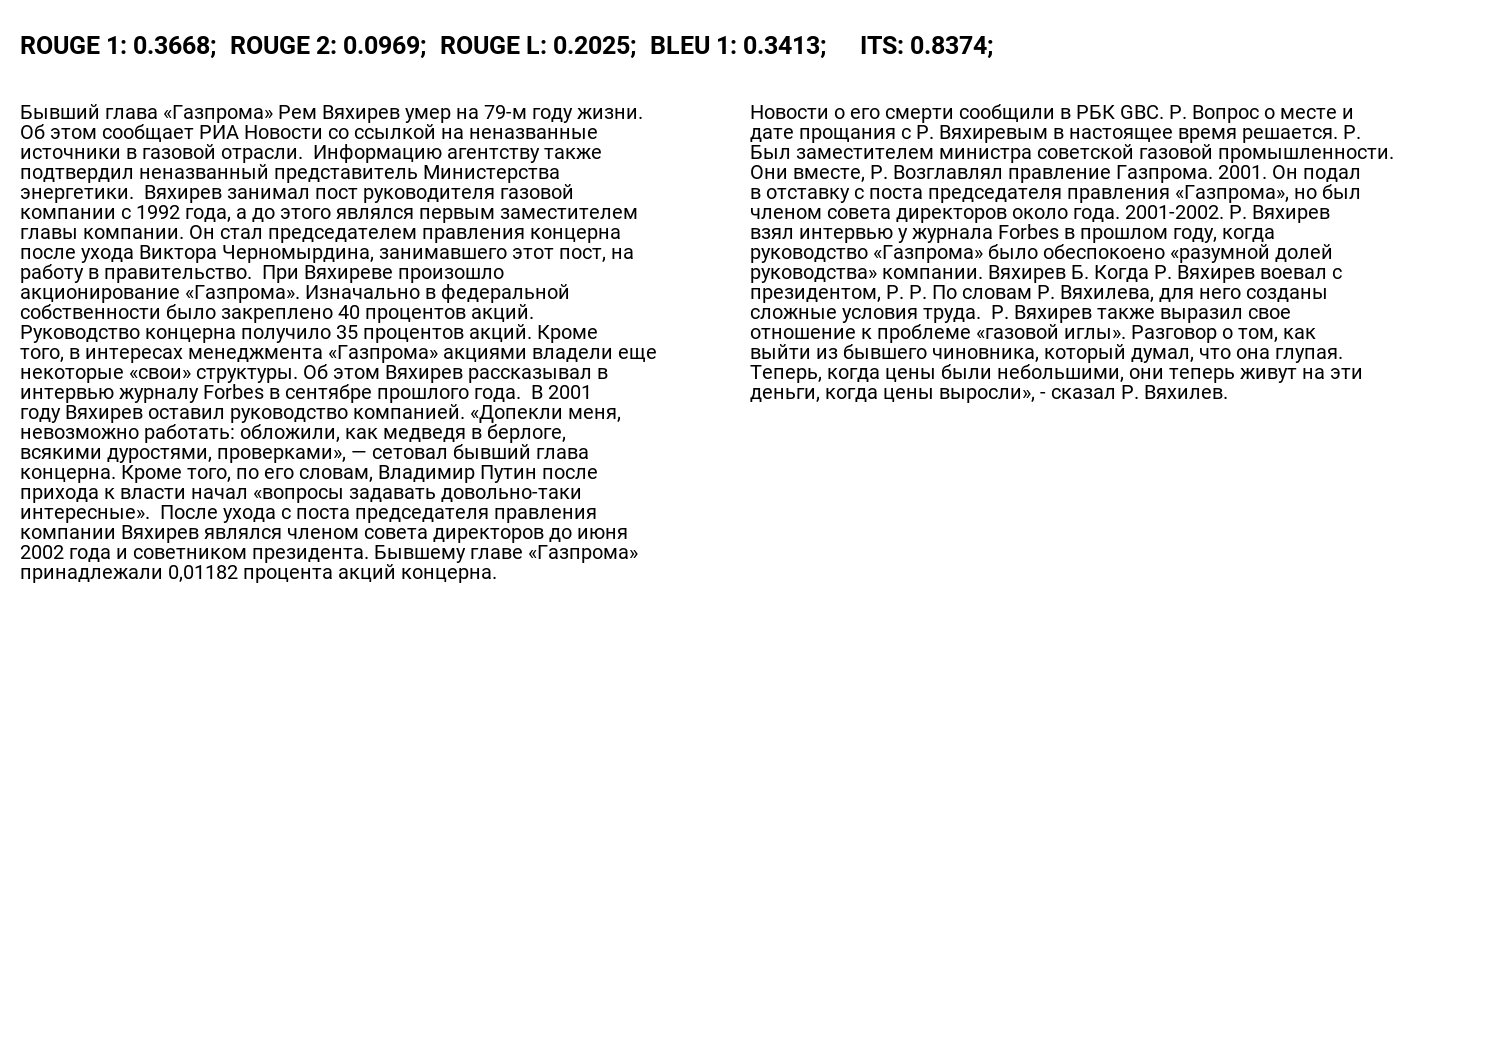 ROUGE 1: 0.3668;  ROUGE 2: 0.0969;  ROUGE L: 0.2025;  BLEU 1: 0.3413;     ITS: 0.8374;
Бывший глава «Газпрома» Рем Вяхирев умер на 79-м году жизни.
Об этом сообщает РИА Новости со ссылкой на неназванные
источники в газовой отрасли.  Информацию агентству также
подтвердил неназванный представитель Министерства
энергетики.  Вяхирев занимал пост руководителя газовой
компании с 1992 года, а до этого являлся первым заместителем
главы компании. Он стал председателем правления концерна
после ухода Виктора Черномырдина, занимавшего этот пост, на
работу в правительство.  При Вяхиреве произошло
акционирование «Газпрома». Изначально в федеральной
собственности было закреплено 40 процентов акций.
Руководство концерна получило 35 процентов акций. Кроме
того, в интересах менеджмента «Газпрома» акциями владели еще
некоторые «свои» структуры. Об этом Вяхирев рассказывал в
интервью журналу Forbes в сентябре прошлого года.  В 2001
году Вяхирев оставил руководство компанией. «Допекли меня,
невозможно работать: обложили, как медведя в берлоге,
всякими дуростями, проверками», — сетовал бывший глава
концерна. Кроме того, по его словам, Владимир Путин после
прихода к власти начал «вопросы задавать довольно-таки
интересные».  После ухода с поста председателя правления
компании Вяхирев являлся членом совета директоров до июня
2002 года и советником президента. Бывшему главе «Газпрома»
принадлежали 0,01182 процента акций концерна.
Новости о его смерти сообщили в РБК GBC. Р. Вопрос о месте и
дате прощания с Р. Вяхиревым в настоящее время решается. Р.
Был заместителем министра советской газовой промышленности.
Они вместе, Р. Возглавлял правление Газпрома. 2001. Он подал
в отставку с поста председателя правления «Газпрома», но был
членом совета директоров около года. 2001-2002. Р. Вяхирев
взял интервью у журнала Forbes в прошлом году, когда
руководство «Газпрома» было обеспокоено «разумной долей
руководства» компании. Вяхирев Б. Когда Р. Вяхирев воевал с
президентом, Р. Р. По словам Р. Вяхилева, для него созданы
сложные условия труда.  Р. Вяхирев также выразил свое
отношение к проблеме «газовой иглы». Разговор о том, как
выйти из бывшего чиновника, который думал, что она глупая.
Теперь, когда цены были небольшими, они теперь живут на эти
деньги, когда цены выросли», - сказал Р. Вяхилев.